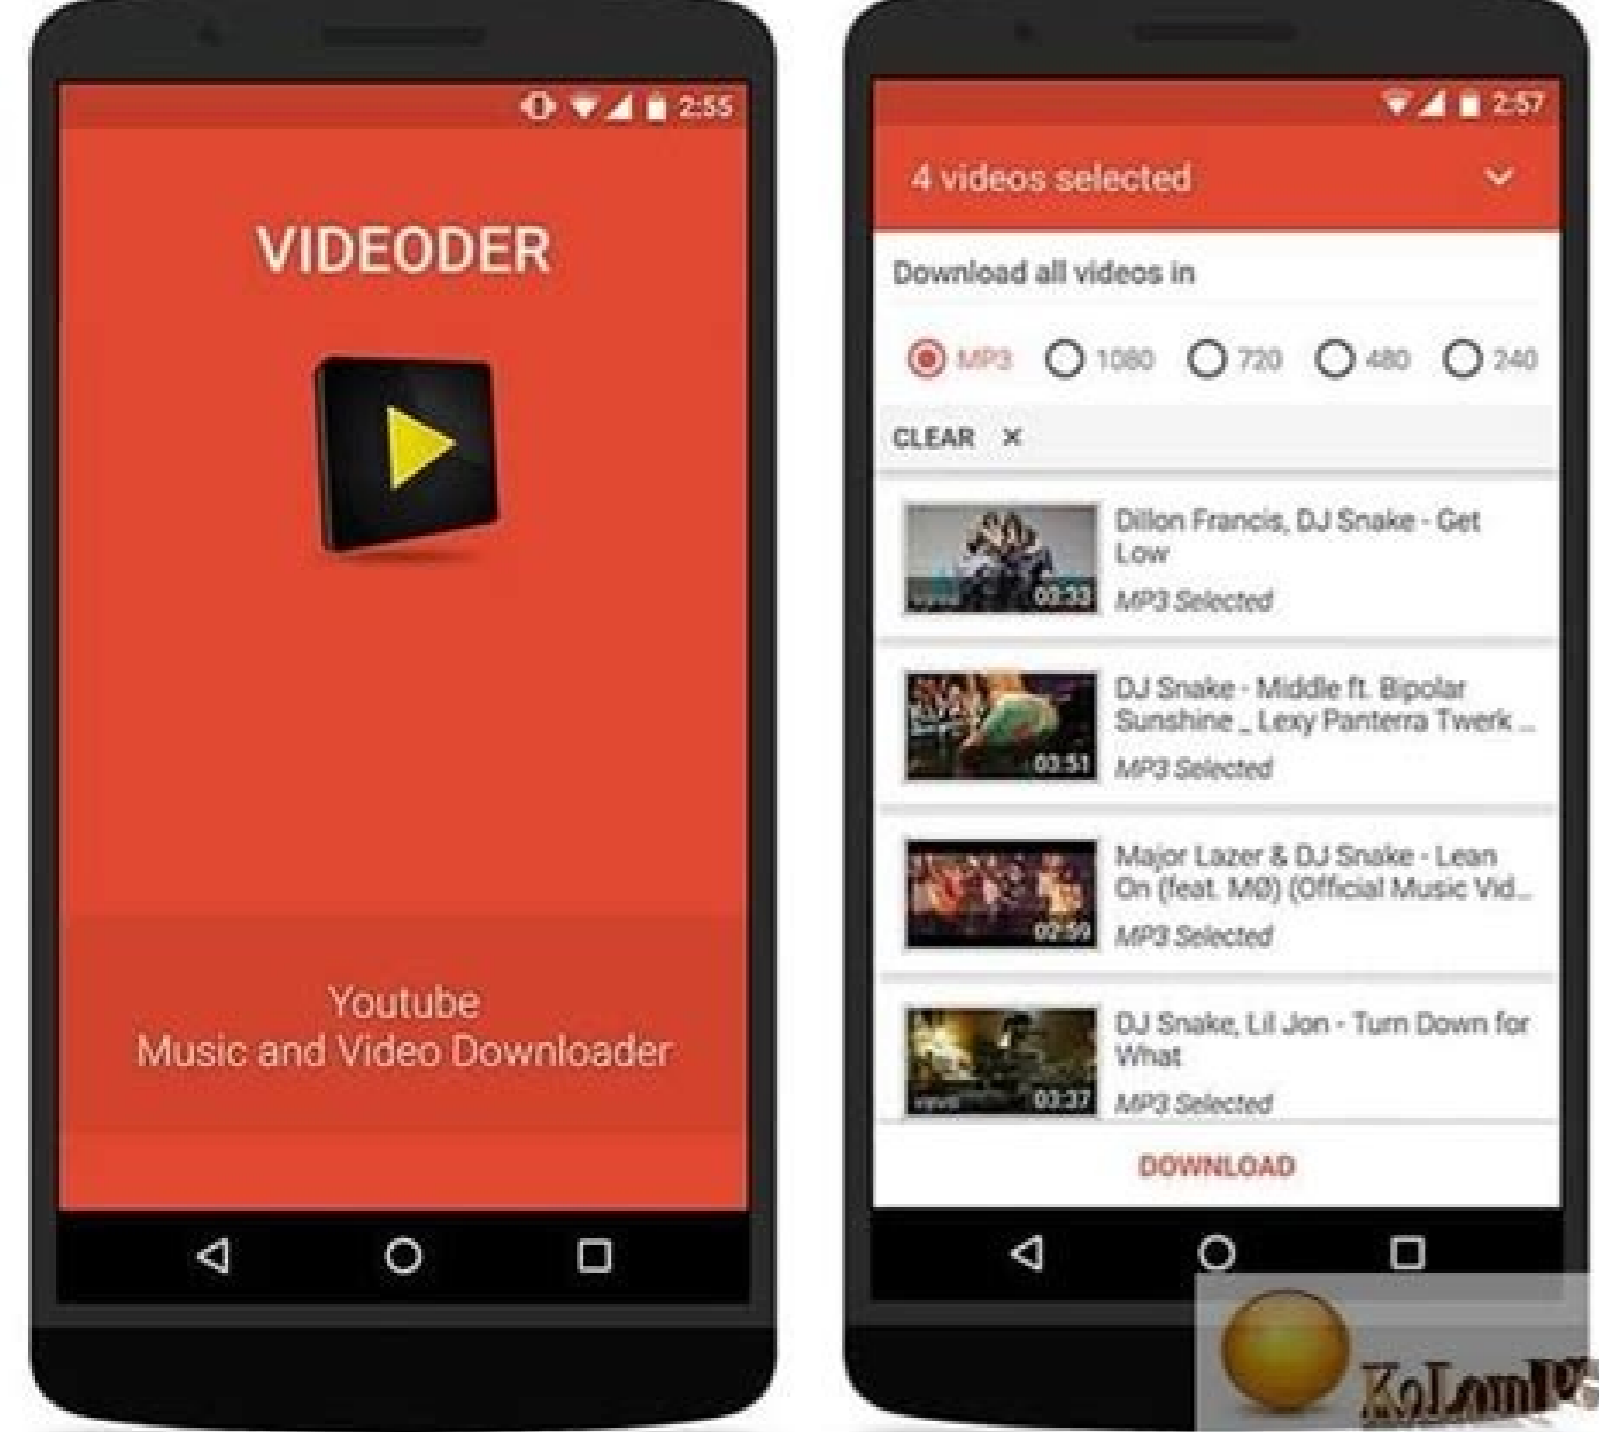 2:55
VIDEODER
Youtube
Music and Video Downloader
2:57
4 videos selected
Download all videos in
MP3 1080 720 480 240
CLEAR ×
Dillon Francis, DJ Snake - Get
Low
03:33
MP3 Selected
DJ Snake - Middle ft. Bipolar
Sunshine _ Lexy Panterra Twerk ...
03:51
MP3 Selected
Major Lazer & DJ Snake - Lean
On (feat. MØ) (Official Music Vid...
02:59
MP3 Selected
DJ Snake, Lil Jon - Turn Down for
What
03:37
MP3 Selected
DOWNLOAD